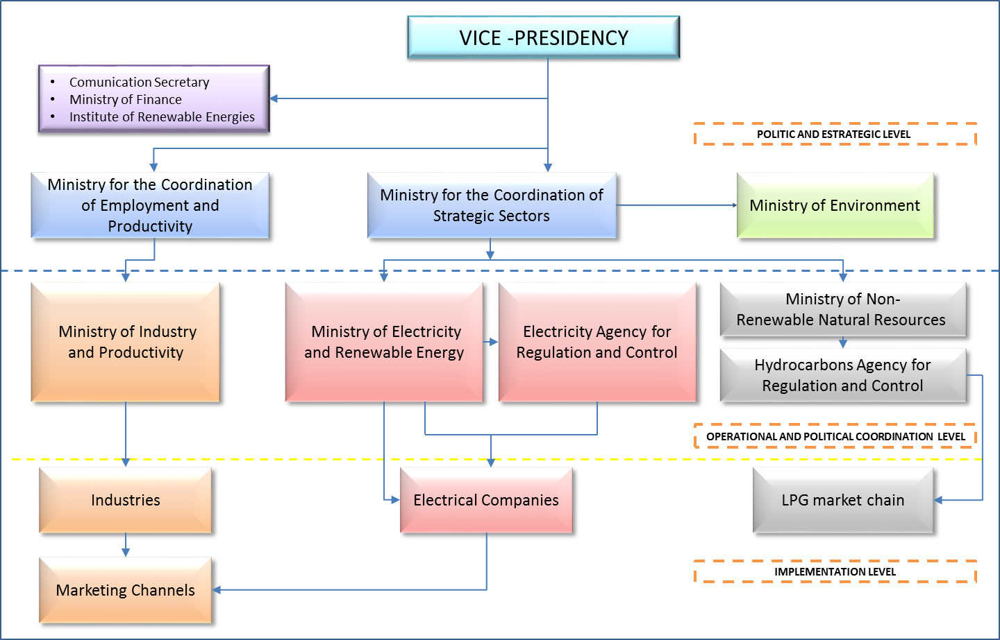 VICE -PRESIDENCY
• Comunication Secretary
• Ministry of Finance
• Institute of Renewable Energies
POLITIC AND ESTRATEGIC LEVEL
Ministry for the Coordination
of Employment and
Productivity
Ministry for the Coordination of
Strategic Sectors
Ministry of Environment
Ministry of Industry
and Productivity
Ministry of Electricity
and Renewable Energy
Electricity Agency for
Regulation and Control
Ministry of Non-
Renewable Natural Resources
Hydrocarbons Agency for
Regulation and Control
OPERATIONAL AND POLITICAL COORDINATION LEVEL
Industries
Electrical Companies
LPG market chain
Marketing Channels
IMPLEMENTATION LEVEL